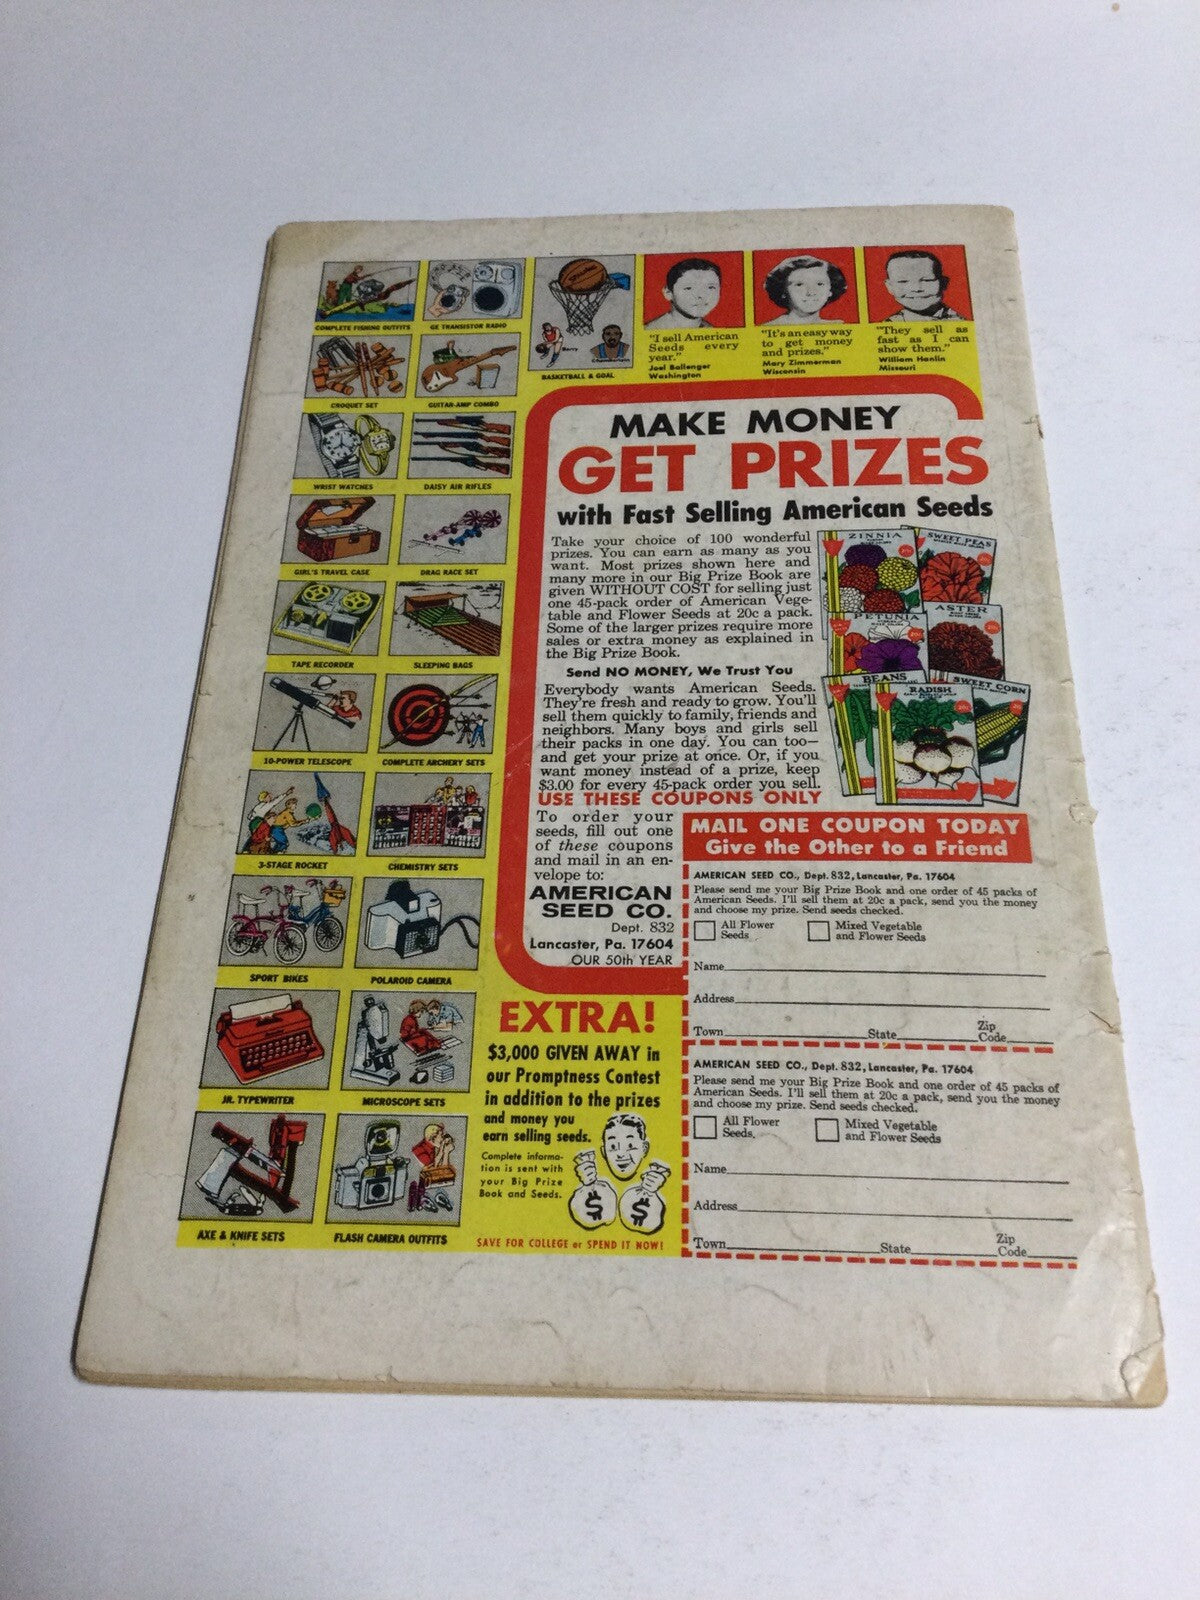 COMPLETE FISHING OUTFITS
GE TRANSISTOR RADIO
Spalding
Barry
Chamberlain
BASKETBALL & GOAL
CROQUET SET
GUITAR-AMP COMBO
WRIST WATCHES
DAISY AIR RIFLES
GIRL'S TRAVEL CASE
DRAG RACE SET
TAPE RECORDER
SLEEPING BAGS
10-POWER TELESCOPE
COMPLETE ARCHERY SETS
3-STAGE ROCKET
CHEMISTRY SETS
SPORT BIKES
POLAROID CAMERA
JR. TYPEWRITER
MICROSCOPE SETS
AXE & KNIFE SETS
FLASH CAMERA OUTFITS
"I sell American
Seeds every
year."
Joel Ballenger
Washington
"It's an easy way
to get money
and prizes."
Mary Zimmerman
Wisconsin
"They sell as
fast as I can
show them."
William Hanlin
Missouri
MAKE MONEY
GET PRIZES
with Fast Selling American Seeds
Take your choice of 100 wonderful
prizes. You can earn as many as you
want. Most prizes shown here and
many more in our Big Prize Book are
given WITHOUT COST for selling just
one 45-pack order of American Vege-
table and Flower Seeds at 20c a pack.
Some of the larger prizes require more
sales or extra money as explained in
the Big Prize Book.
Send NO MONEY, We Trust You
Everybody wants American Seeds.
They're fresh and ready to grow. You'll
sell them quickly to family, friends and
neighbors. Many boys and girls sell
their packs in one day. You can too—
and get your prize at once. Or, if you
want money instead of a prize, keep
$3.00 for every 45-pack order you sell.
ZINNIA
SWEET PEAS
PETUNIA
ASTER
BEANS
RADISH
SWEET CORN
USE THESE COUPONS ONLY
To order your
seeds, fill out one
of these coupons
and mail in an en-
velope to:
AMERICAN
SEED CO.
Dept. 832
Lancaster, Pa. 17604
OUR 50th YEAR
MAIL ONE COUPON TODAY
Give the Other to a Friend
AMERICAN SEED CO., Dept. 832, Lancaster, Pa. 17604
Please send me your Big Prize Book and one order of 45 packs of
American Seeds. I'll sell them at 20c a pack, send you the money
and choose my prize. Send seeds checked.
All Flower
Seeds
Mixed Vegetable
and Flower Seeds
Name
Address
Town State Zip Code
AMERICAN SEED CO., Dept. 832, Lancaster, Pa. 17604
Please send me your Big Prize Book and one order of 45 packs of
American Seeds. I'll sell them at 20c a pack, send you the money
and choose my prize. Send seeds checked.
All Flower
Seeds.
Mixed Vegetable
and Flower Seeds
Name
Address
Town State Zip Code
EXTRA!
$3,000 GIVEN AWAY in
our Promptness Contest
in addition to the prizes
and money you
earn selling seeds.
Complete informa-
tion is sent with
your Big Prize
Book and Seeds.
$ $
SAVE FOR COLLEGE or SPEND IT NOW!